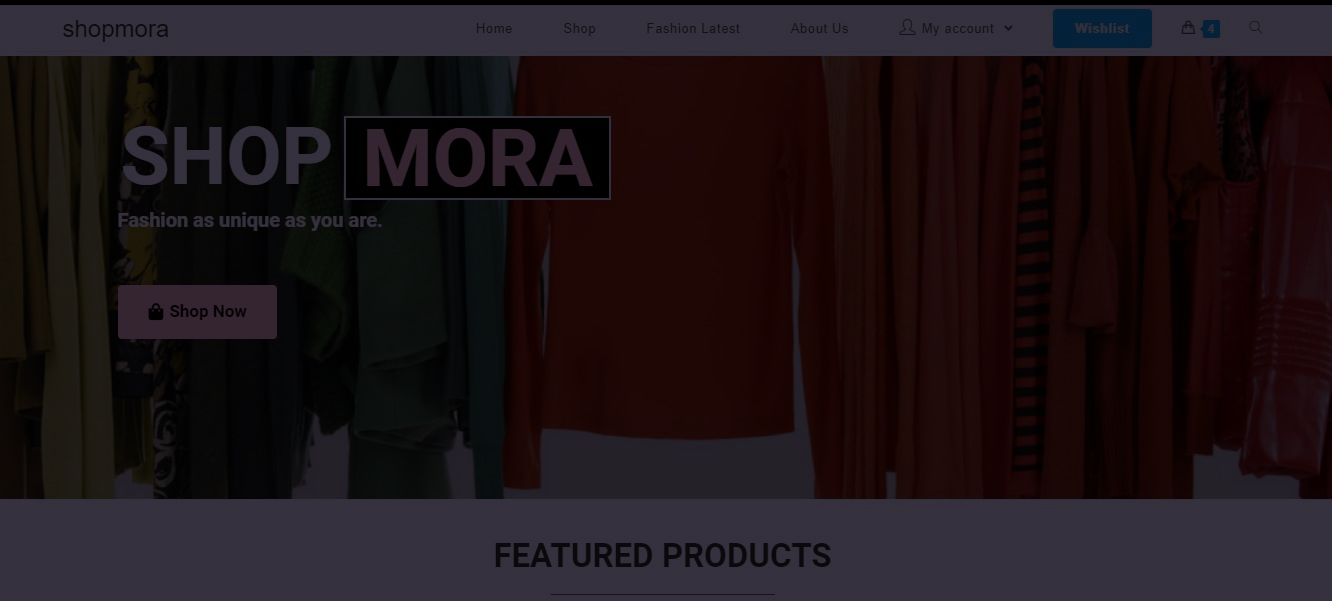 shopmora
Home
Shop
Fashion Latest
About Us
My account
Wishlist
4
SHOP MORA
Fashion as unique as you are.
Shop Now
FEATURED PRODUCTS